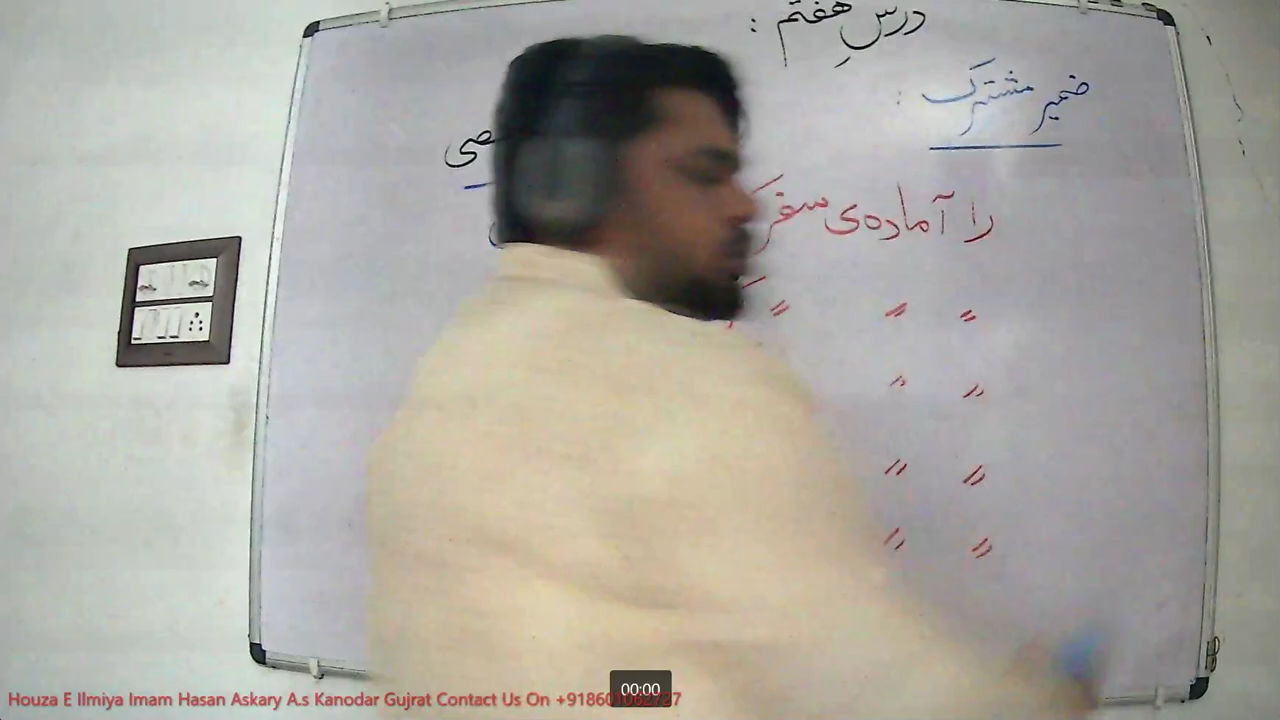 درسِ هفتم :
ضمیر مشترک :
صی
را آماده‌ی سفر
〃 〃 〃
〃 〃
〃 〃
〃 〃
00:00
Houza E Ilmiya Imam Hasan Askary A.s Kanodar Gujrat Contact Us On